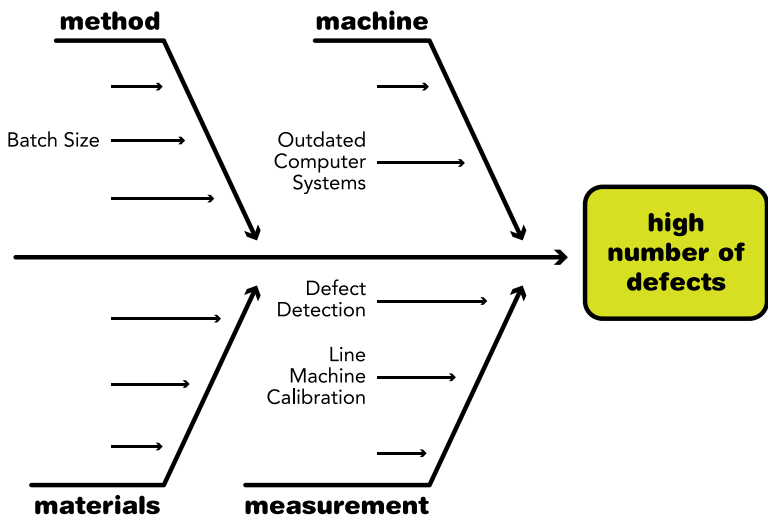 method
machine
Batch Size
Outdated
Computer
Systems
high
number of
defects
Defect
Detection
Line
Machine
Calibration
materials
measurement